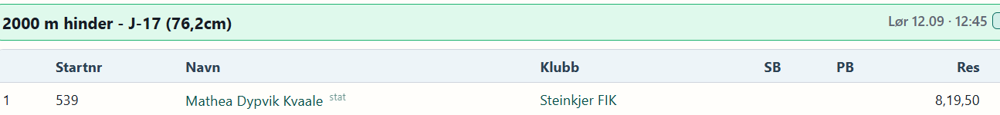 2000 m hinder - J-17 (76,2cm) Lør 12.09 · 12:45
Startnr Navn Klubb SB PB Res
1 539 Mathea Dypvik Kvaale stat Steinkjer FIK 8,19,50